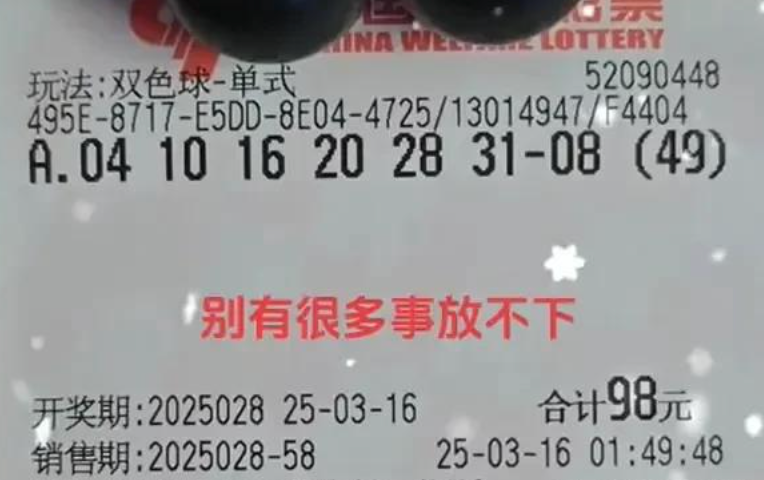 CHINA WELFARE LOTTERY
玩法:双色球-单式 52090448
495E-8717-E5DD-8E04-4725/13014947/F4404
A.04 10 16 20 28 31-08 (49)
别有很多事放不下
开奖期:2025028 25-03-16 合计98元
销售期:2025028-58 25-03-16 01:49:48